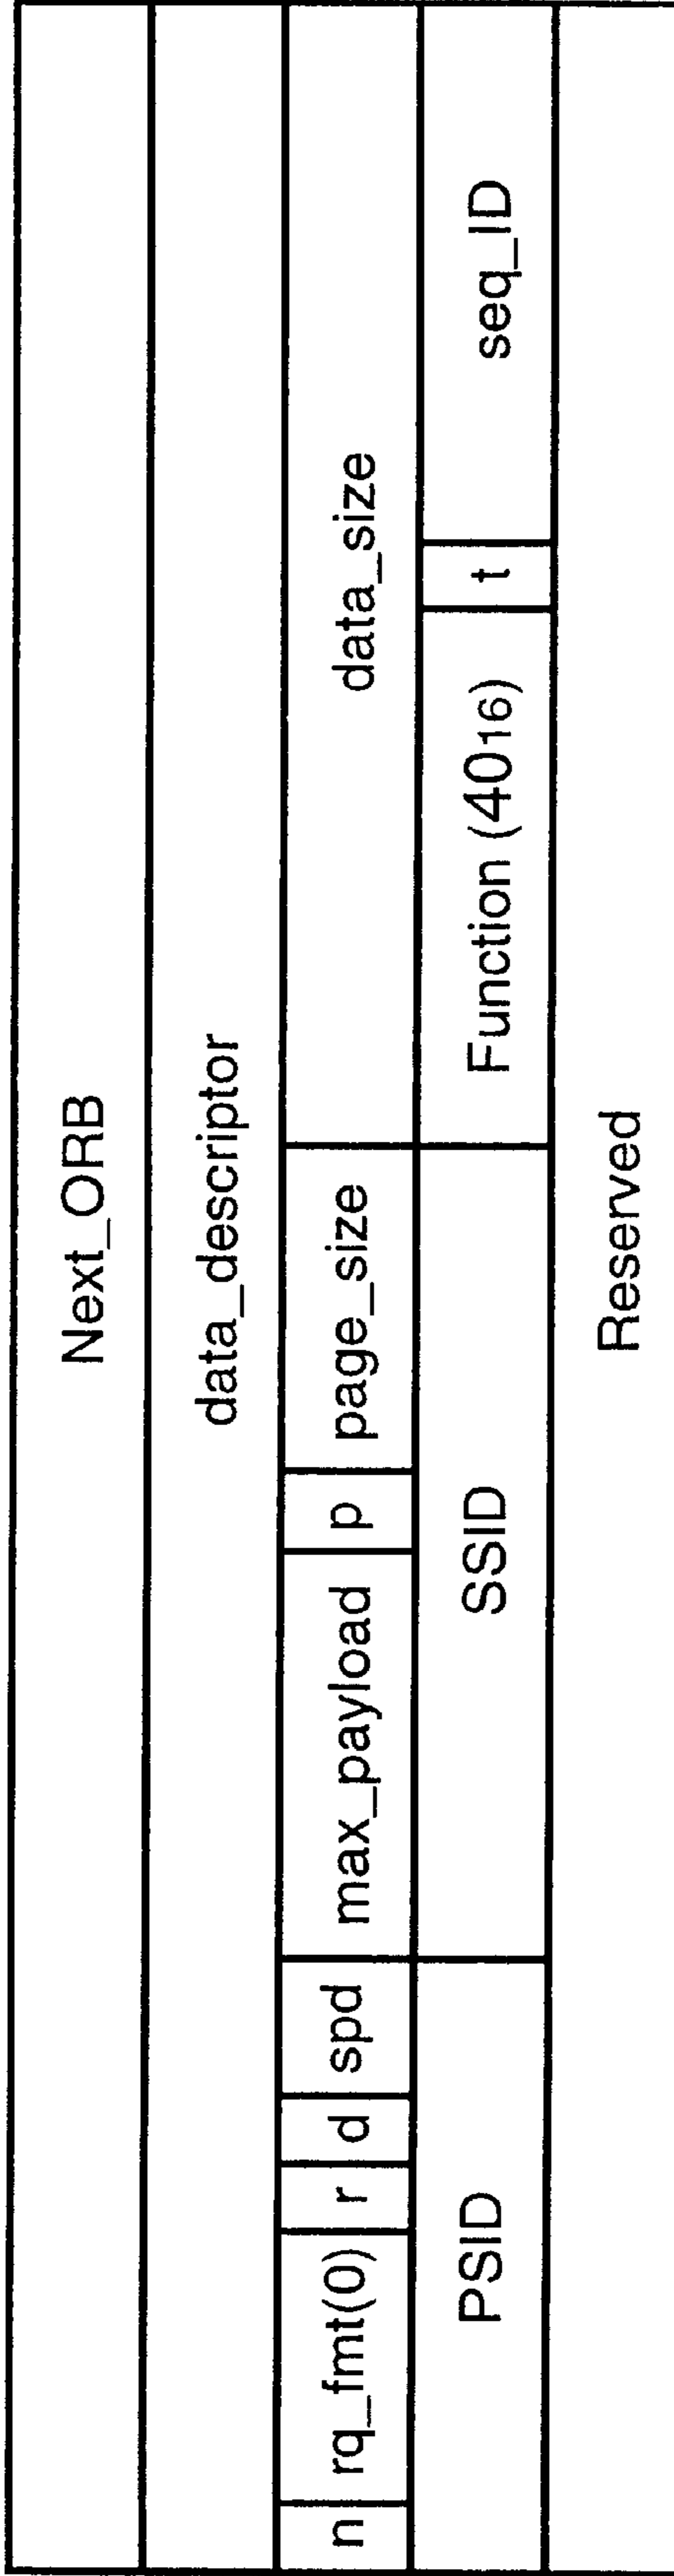 Next_ORB
data_descriptor
n rq_fmt(0) r d spd max_payload p page_size data_size
PSID SSID Function (40₁₆) t seq_ID
Reserved